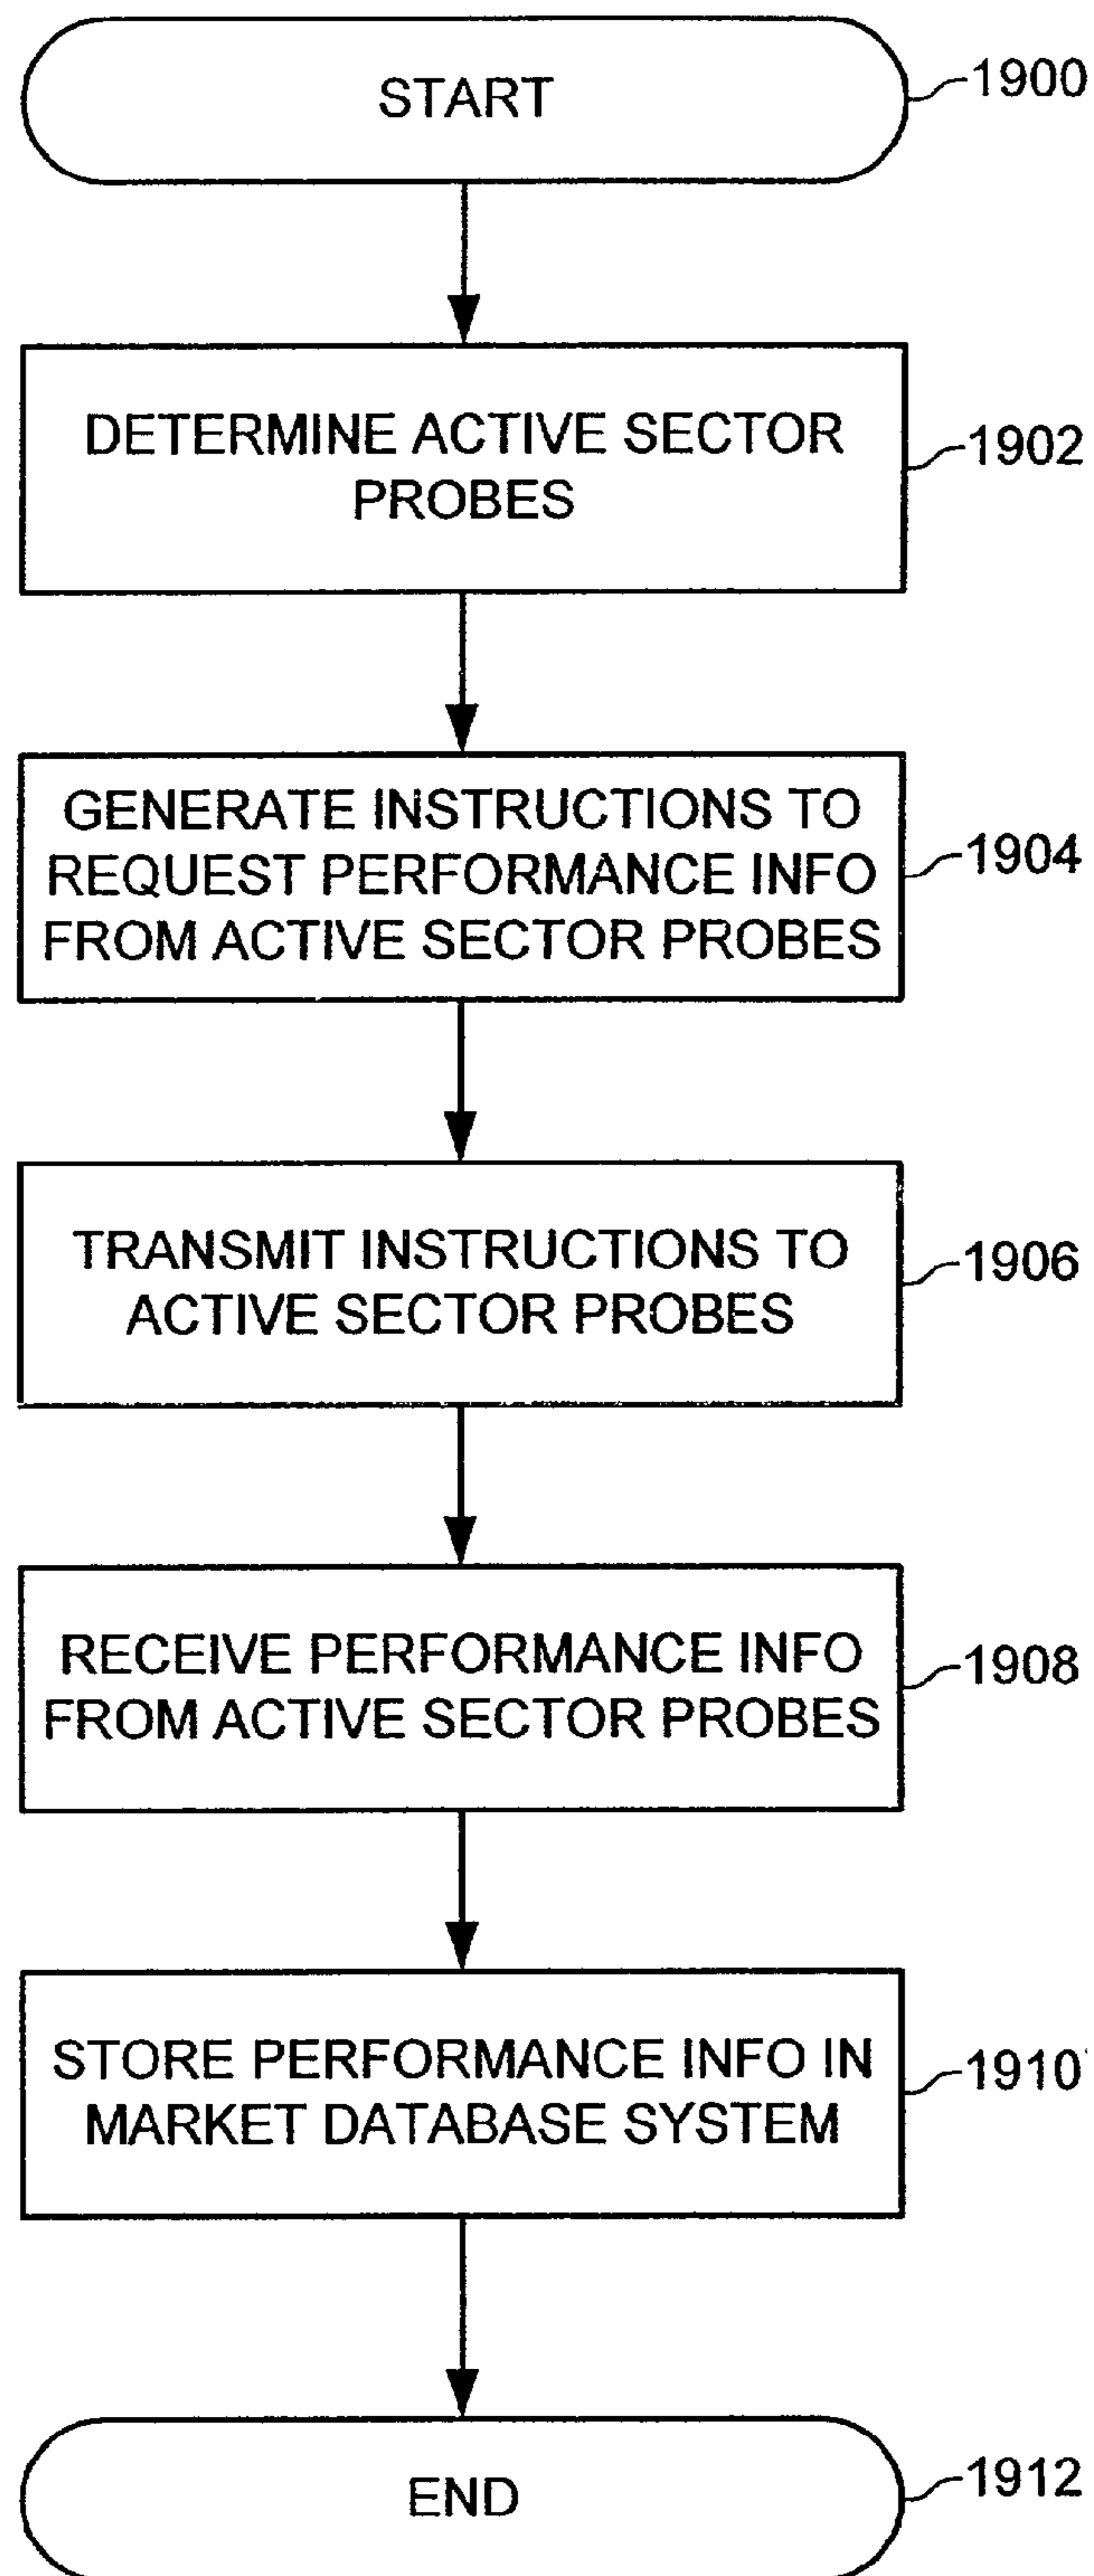 START
1900
DETERMINE ACTIVE SECTOR
PROBES
1902
GENERATE INSTRUCTIONS TO
REQUEST PERFORMANCE INFO
FROM ACTIVE SECTOR PROBES
1904
TRANSMIT INSTRUCTIONS TO
ACTIVE SECTOR PROBES
1906
RECEIVE PERFORMANCE INFO
FROM ACTIVE SECTOR PROBES
1908
STORE PERFORMANCE INFO IN
MARKET DATABASE SYSTEM
1910
END
1912